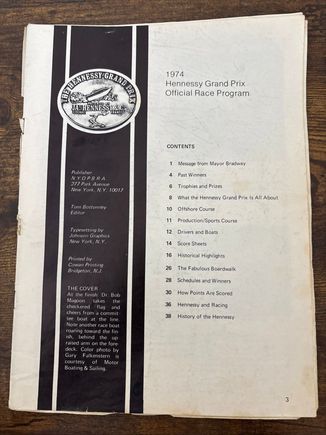 THE HENNESSY GRAND PRIX
JAS HENNESSY & Co
1974
Hennessy Grand Prix
Official Race Program
CONTENTS
1 Message from Mayor Bradway
4 Past Winners
6 Trophies and Prizes
8 What the Hennessy Grand Prix Is All About
10 Offshore Course
11 Production/Sports Course
12 Drivers and Boats
14 Score Sheets
16 Historical Highlights
26 The Fabulous Boardwalk
28 Schedules and Winners
30 How Points Are Scored
36 Hennessy and Racing
38 History of the Hennessy
Publisher
N Y O P B R A
377 Park Avenue
New York, N.Y. 10017
Tom Bottomley
Editor
Typesetting by
Johnson Graphics
New York, N.Y.
Printed by
Cowan Printing
Bridgeton, N.J.
THE COVER
At the finish: Dr. Bob
Magoon takes the
checkered flag and
cheers from a commit-
tee boat at the line.
Note another race boat
roaring toward the fin-
ish, behind the up
raised arm on the fore-
deck. Color photo by
Gary Falkenstern is
courtesy of Motor
Boating & Sailing.
3